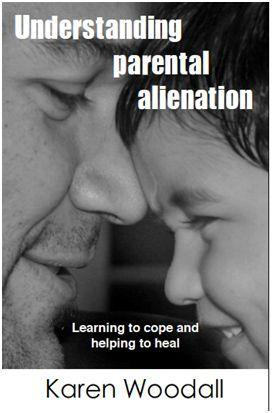 Understanding
parental
alienation
Learning to cope and
helping to heal
Karen Woodall